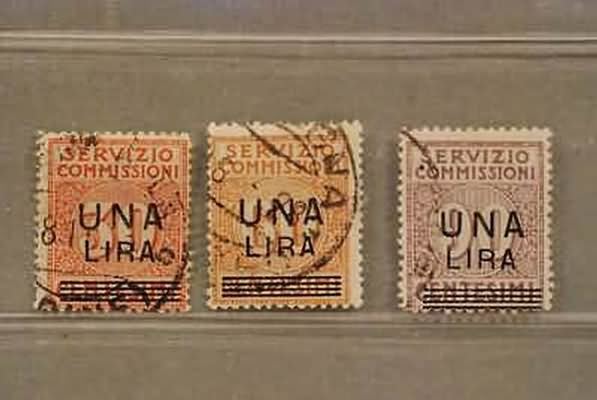 SERVIZIO
COMMISSIONI
UNA
LIRA
SERVIZIO
COMMISSIONI
UNA
LIRA
SERVIZIO
COMMISSIONI
UNA
LIRA
CENTESIMI